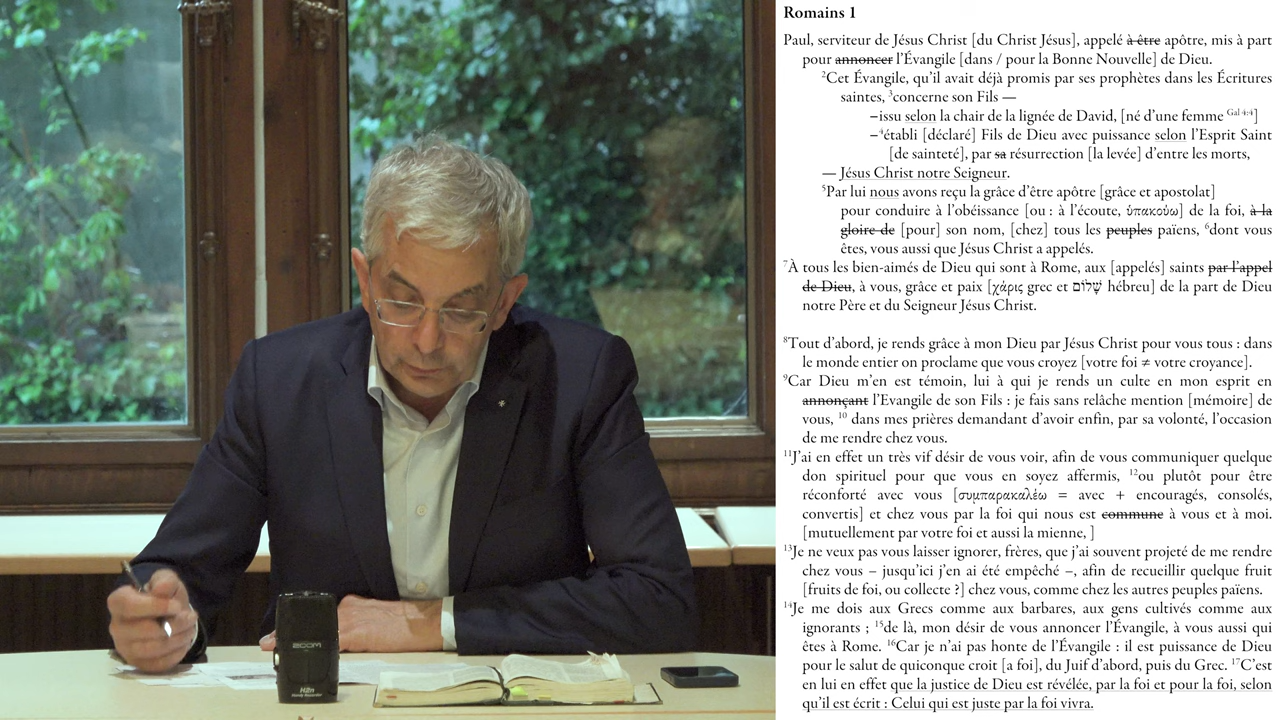 Romains 1
Paul, serviteur de Jésus Christ [du Christ Jésus], appelé à être apôtre, mis à part
pour annoncer l’Évangile [dans / pour la Bonne Nouvelle] de Dieu.
²Cet Évangile, qu’il avait déjà promis par ses prophètes dans les Écritures
saintes, ³concerne son Fils —
–issu selon la chair de la lignée de David, [né d’une femme Gal 4:4]
–⁴établi [déclaré] Fils de Dieu avec puissance selon l’Esprit Saint
[de sainteté], par sa résurrection [la levée] d’entre les morts,
— Jésus Christ notre Seigneur.
⁵Par lui nous avons reçu la grâce d’être apôtre [grâce et apostolat]
pour conduire à l’obéissance [ou : à l’écoute, ὑπακούω] de la foi, à la
gloire de [pour] son nom, [chez] tous les peuples païens, ⁶dont vous
êtes, vous aussi que Jésus Christ a appelés.
⁷À tous les bien-aimés de Dieu qui sont à Rome, aux [appelés] saints par l’appel
de Dieu, à vous, grâce et paix [χάρις grec et שָׁלוֹם hébreu] de la part de Dieu
notre Père et du Seigneur Jésus Christ.
⁸Tout d’abord, je rends grâce à mon Dieu par Jésus Christ pour vous tous : dans
le monde entier on proclame que vous croyez [votre foi ≠ votre croyance].
⁹Car Dieu m’en est témoin, lui à qui je rends un culte en mon esprit en
annonçant l’Evangile de son Fils : je fais sans relâche mention [mémoire] de
vous, ¹⁰ dans mes prières demandant d’avoir enfin, par sa volonté, l’occasion
de me rendre chez vous.
¹¹J’ai en effet un très vif désir de vous voir, afin de vous communiquer quelque
don spirituel pour que vous en soyez affermis, ¹²ou plutôt pour être
réconforté avec vous [συμπαρακαλέω = avec + encouragés, consolés,
convertis] et chez vous par la foi qui nous est commune à vous et à moi.
[mutuellement par votre foi et aussi la mienne, ]
¹³Je ne veux pas vous laisser ignorer, frères, que j’ai souvent projeté de me rendre
chez vous – jusqu’ici j’en ai été empêché –, afin de recueillir quelque fruit
[fruits de foi, ou collecte ?] chez vous, comme chez les autres peuples païens.
¹⁴Je me dois aux Grecs comme aux barbares, aux gens cultivés comme aux
ignorants ; ¹⁵de là, mon désir de vous annoncer l’Évangile, à vous aussi qui
êtes à Rome. ¹⁶Car je n’ai pas honte de l’Évangile : il est puissance de Dieu
pour le salut de quiconque croit [a foi], du Juif d’abord, puis du Grec. ¹⁷C’est
en lui en effet que la justice de Dieu est révélée, par la foi et pour la foi, selon
qu’il est écrit : Celui qui est juste par la foi vivra.
ZOOM
H2n
Handy Recorder